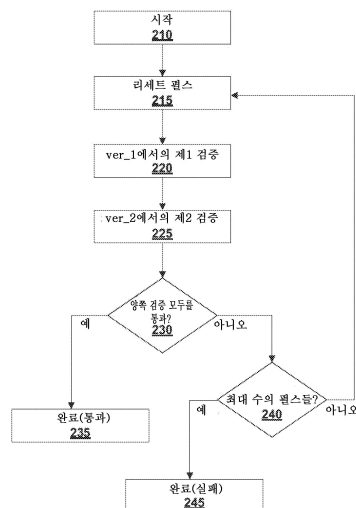 시작
210
리세트 펄스
215
ver_1에서의 제1 검증
220
ver_2에서의 제2 검증
225
양쪽 검증 모두를
통과?
230
예
아니오
최대 수의 펄스들?
240
예
아니오
완료(통과)
235
완료(실패)
245